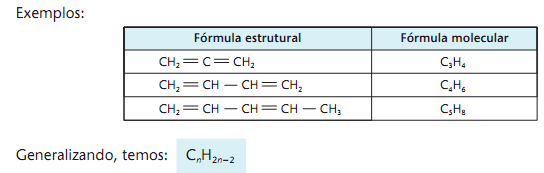 Exemplos:
Fórmula estrutural Fórmula molecular
CH₂=C=CH₂ C₃H₄
CH₂=CH—CH=CH₂ C₄H₆
CH₂=CH—CH=CH—CH₃ C₅H₈
Generalizando, temos: CₙH₂ₙ₋₂